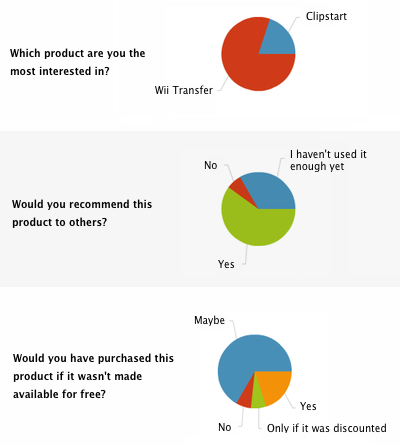 Clipstart
Which product are you the
most interested in?
Wii Transfer
I haven't used it
enough yet
No
Would you recommend this
product to others?
Yes
Maybe
Would you have purchased this
product if it wasn't made
available for free?
Yes
No
Only if it was discounted